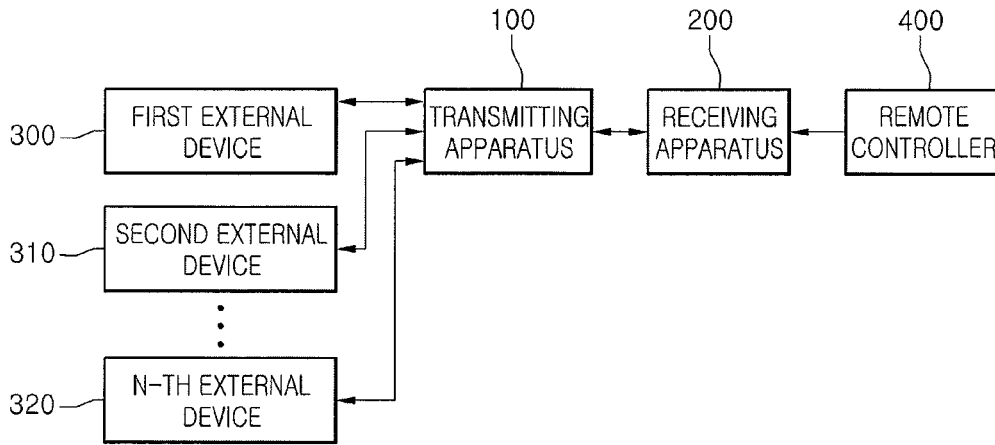 100
200
400
300
FIRST EXTERNAL
DEVICE
TRANSMITTING
APPARATUS
RECEIVING
APPARATUS
REMOTE
CONTROLLER
310
SECOND EXTERNAL
DEVICE
320
N-TH EXTERNAL
DEVICE